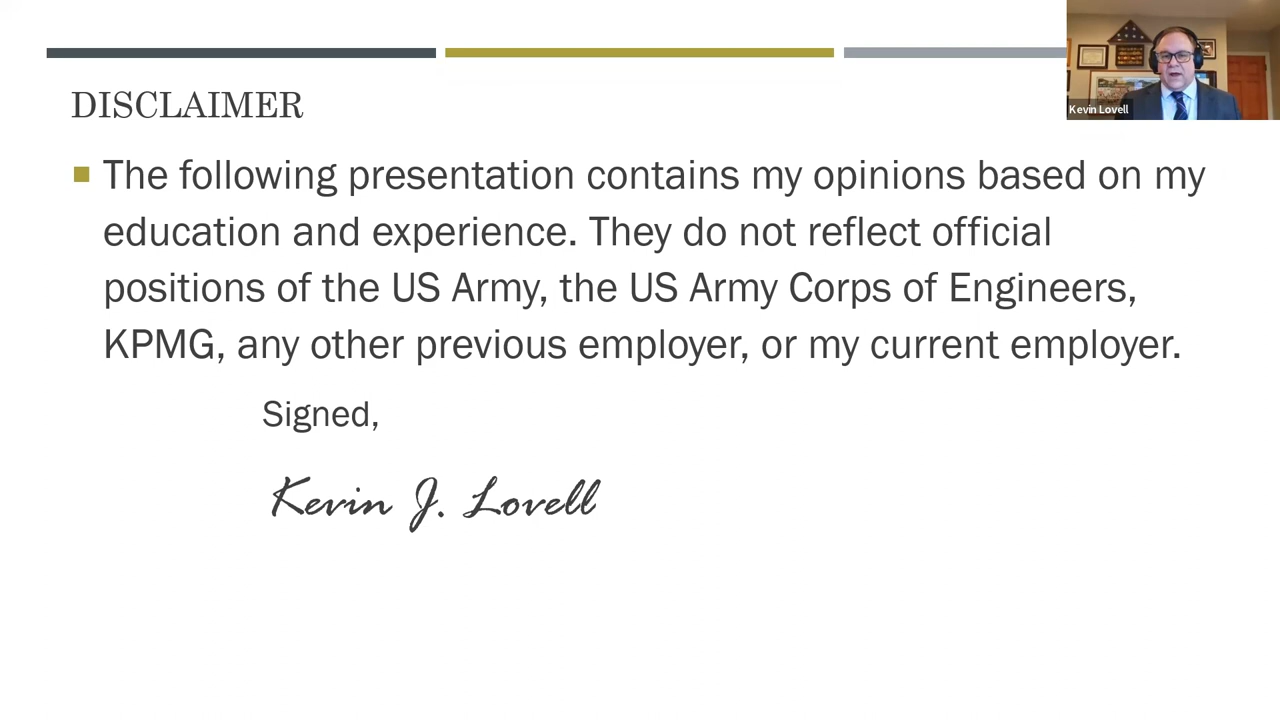 Kevin Lovell
DISCLAIMER
The following presentation contains my opinions based on my
education and experience. They do not reflect official
positions of the US Army, the US Army Corps of Engineers,
KPMG, any other previous employer, or my current employer.
Signed,
Kevin J. Lovell